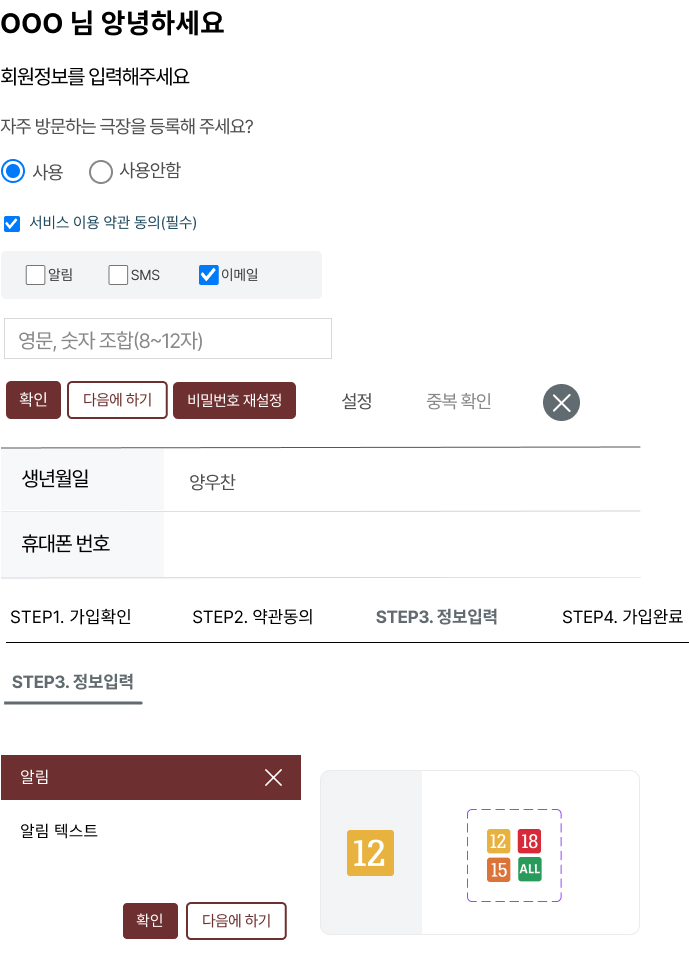 OOO 님 안녕하세요
회원정보를 입력해주세요
자주 방문하는 극장을 등록해 주세요?
사용 사용안함
서비스 이용 약관 동의(필수)
알림 SMS 이메일
영문, 숫자 조합(8~12자)
확인 다음에 하기 비밀번호 재설정 설정 중복 확인
생년월일 양우찬
휴대폰 번호
STEP1. 가입확인 STEP2. 약관동의 STEP3. 정보입력 STEP4. 가입완료
STEP3. 정보입력
알림
알림 텍스트
확인 다음에 하기
12
12 18
15 ALL